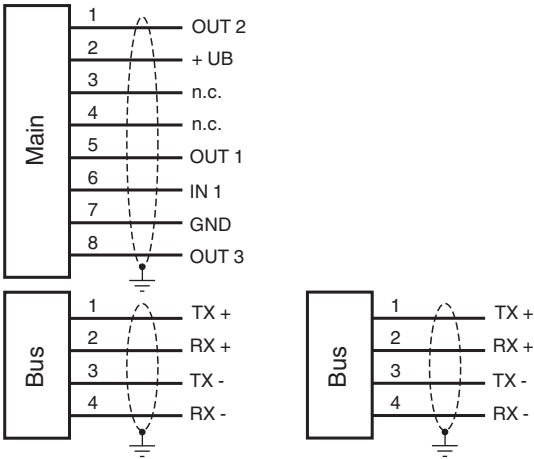 Main
1 OUT 2
2 + UB
3 n.c.
4 n.c.
5 OUT 1
6 IN 1
7 GND
8 OUT 3
Bus
1 TX +
2 RX +
3 TX -
4 RX -
Bus
1 TX +
2 RX +
3 TX -
4 RX -